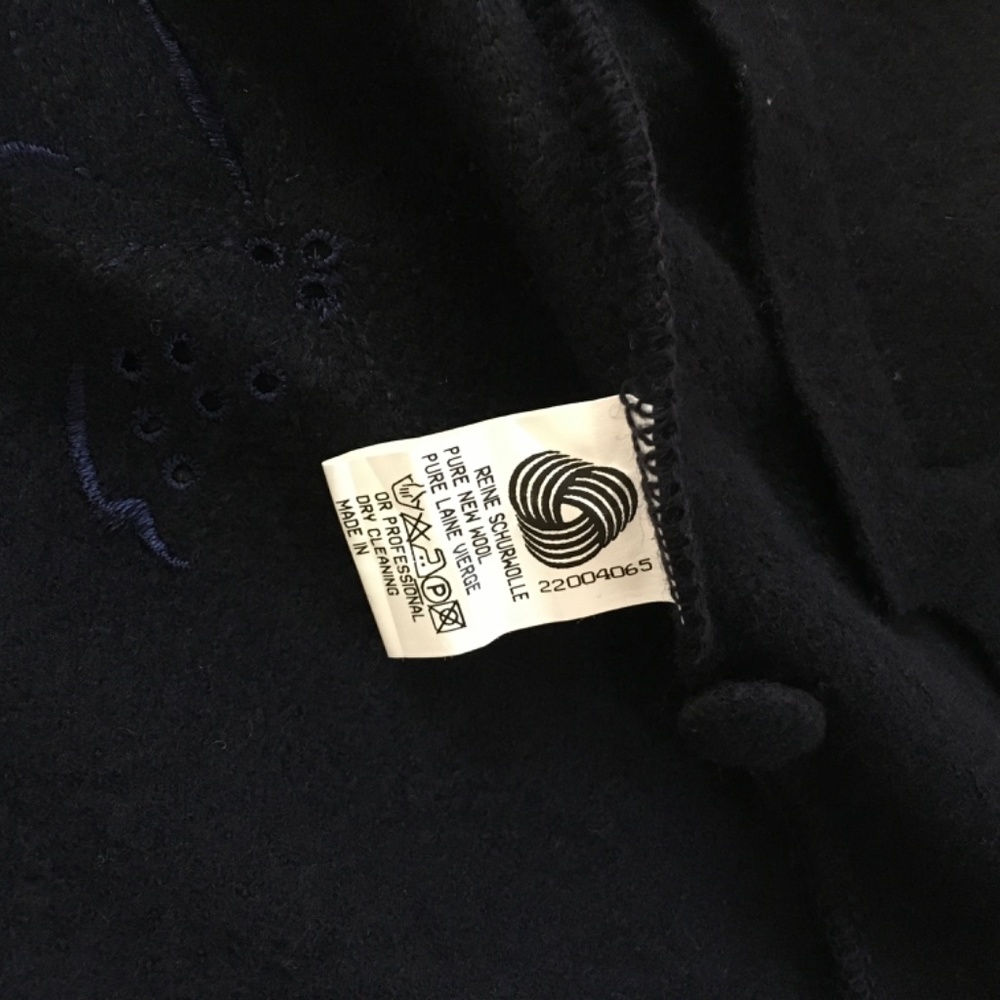 22004065
REINE SCHURWOLLE
PURE NEW WOOL
PURE LAINE VIERGE
P
OR PROFESSIONAL
DRY CLEANING
MADE IN